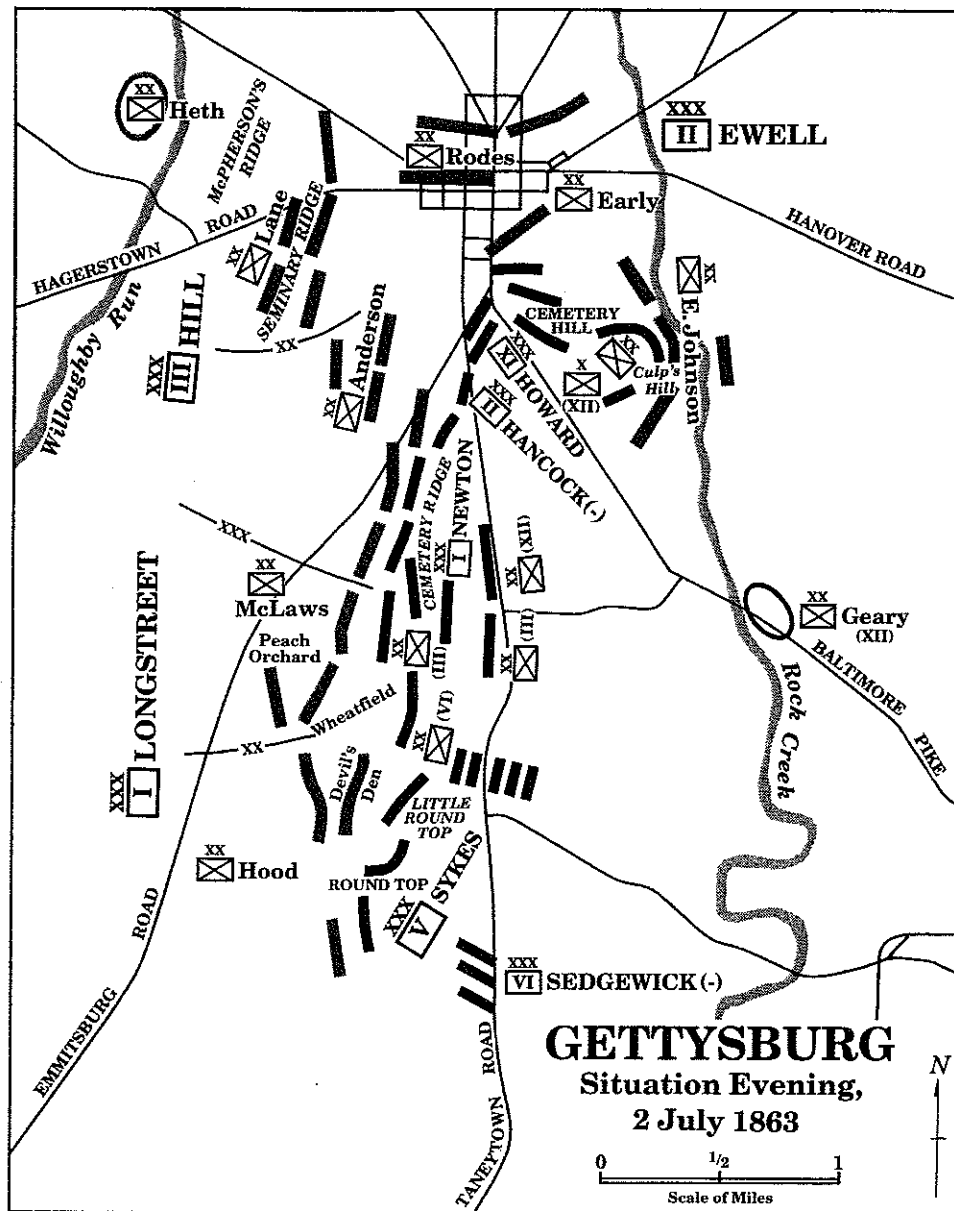 XX
Heth
McPHERSON'S
RIDGE
XXX
II EWELL
XX
Rodes
XX
Early
HAGERSTOWN ROAD
HANOVER ROAD
XX
Lane
SEMINARY RIDGE
Willoughby Run
XXX
III HILL
XX
XX
Anderson
CEMETERY
HILL
XX
Culp's
Hill
X
(XII)
XX
E. Johnson
XXX
XI HOWARD
XXX
II HANCOCK (-)
CEMETERY RIDGE
XXX
I NEWTON
XX
(XII)
XXX
XX
McLaws
Peach
Orchard
XX
(III)
XX
(III)
XX
Geary
(XII)
BALTIMORE PIKE
Rock Creek
XXX
I LONGSTREET
XX
Wheatfield
XX
(VI)
Devil's
Den
LITTLE
ROUND
TOP
XX
Hood
ROUND TOP
XXX
V SYKES
XXX
VI SEDGEWICK (-)
EMMITSBURG ROAD
TANEYTOWN ROAD
GETTYSBURG
Situation Evening,
2 July 1863
N
0 1/2 1
Scale of Miles